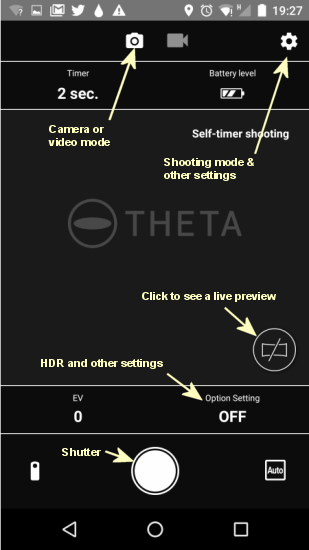 19:27
Timer
Battery level
2 sec.
Camera or
video mode
Self-timer shooting
Shooting mode &
other settings
THETA
Click to see a live preview
HDR and other settings
EV
Option Setting
0
OFF
Shutter
Auto